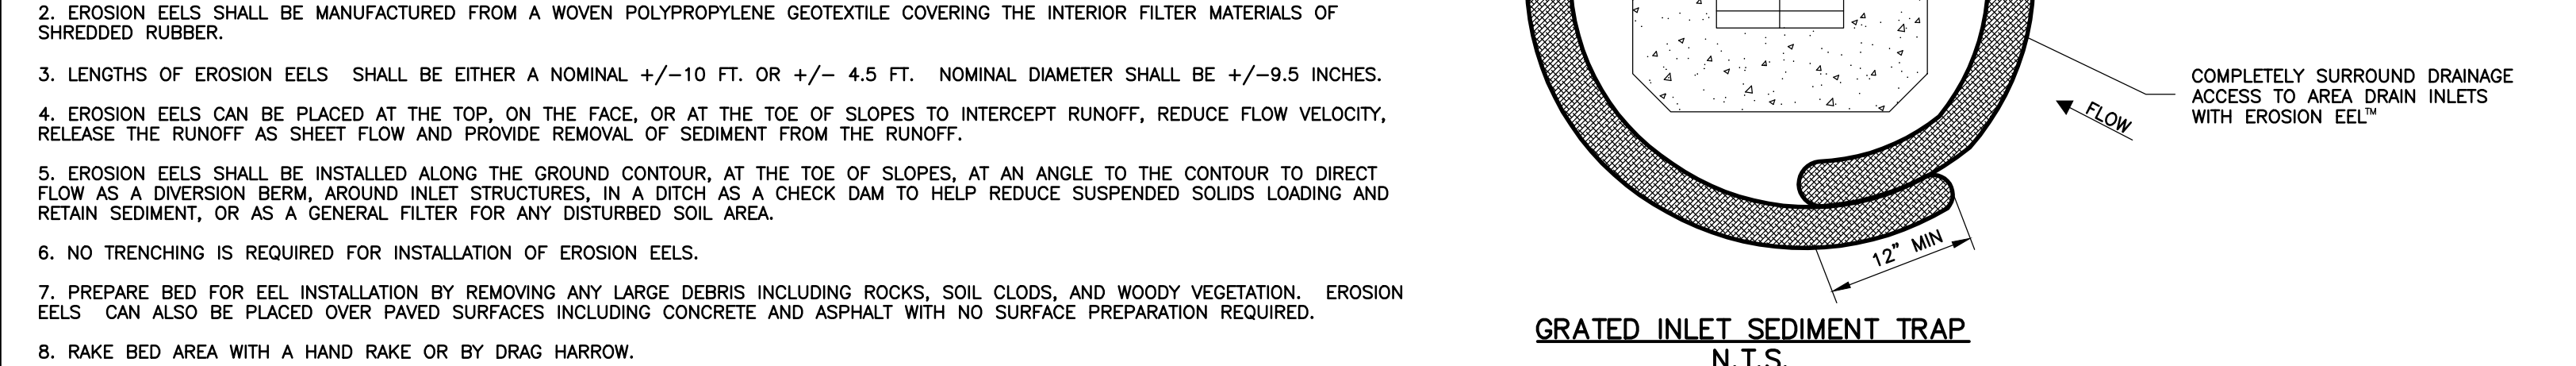 2. EROSION EELS SHALL BE MANUFACTURED FROM A WOVEN POLYPROPYLENE GEOTEXTILE COVERING THE INTERIOR FILTER MATERIALS OF
SHREDDED RUBBER.
3. LENGTHS OF EROSION EELS SHALL BE EITHER A NOMINAL +/-10 FT. OR +/- 4.5 FT. NOMINAL DIAMETER SHALL BE +/-9.5 INCHES.
4. EROSION EELS CAN BE PLACED AT THE TOP, ON THE FACE, OR AT THE TOE OF SLOPES TO INTERCEPT RUNOFF, REDUCE FLOW VELOCITY,
RELEASE THE RUNOFF AS SHEET FLOW AND PROVIDE REMOVAL OF SEDIMENT FROM THE RUNOFF.
5. EROSION EELS SHALL BE INSTALLED ALONG THE GROUND CONTOUR, AT THE TOE OF SLOPES, AT AN ANGLE TO THE CONTOUR TO DIRECT
FLOW AS A DIVERSION BERM, AROUND INLET STRUCTURES, IN A DITCH AS A CHECK DAM TO HELP REDUCE SUSPENDED SOLIDS LOADING AND
RETAIN SEDIMENT, OR AS A GENERAL FILTER FOR ANY DISTURBED SOIL AREA.
6. NO TRENCHING IS REQUIRED FOR INSTALLATION OF EROSION EELS.
7. PREPARE BED FOR EEL INSTALLATION BY REMOVING ANY LARGE DEBRIS INCLUDING ROCKS, SOIL CLODS, AND WOODY VEGETATION. EROSION
EELS CAN ALSO BE PLACED OVER PAVED SURFACES INCLUDING CONCRETE AND ASPHALT WITH NO SURFACE PREPARATION REQUIRED.
8. RAKE BED AREA WITH A HAND RAKE OR BY DRAG HARROW.
COMPLETELY SURROUND DRAINAGE
ACCESS TO AREA DRAIN INLETS
WITH EROSION EEL™
FLOW
12" MIN
GRATED INLET SEDIMENT TRAP
N.T.S.